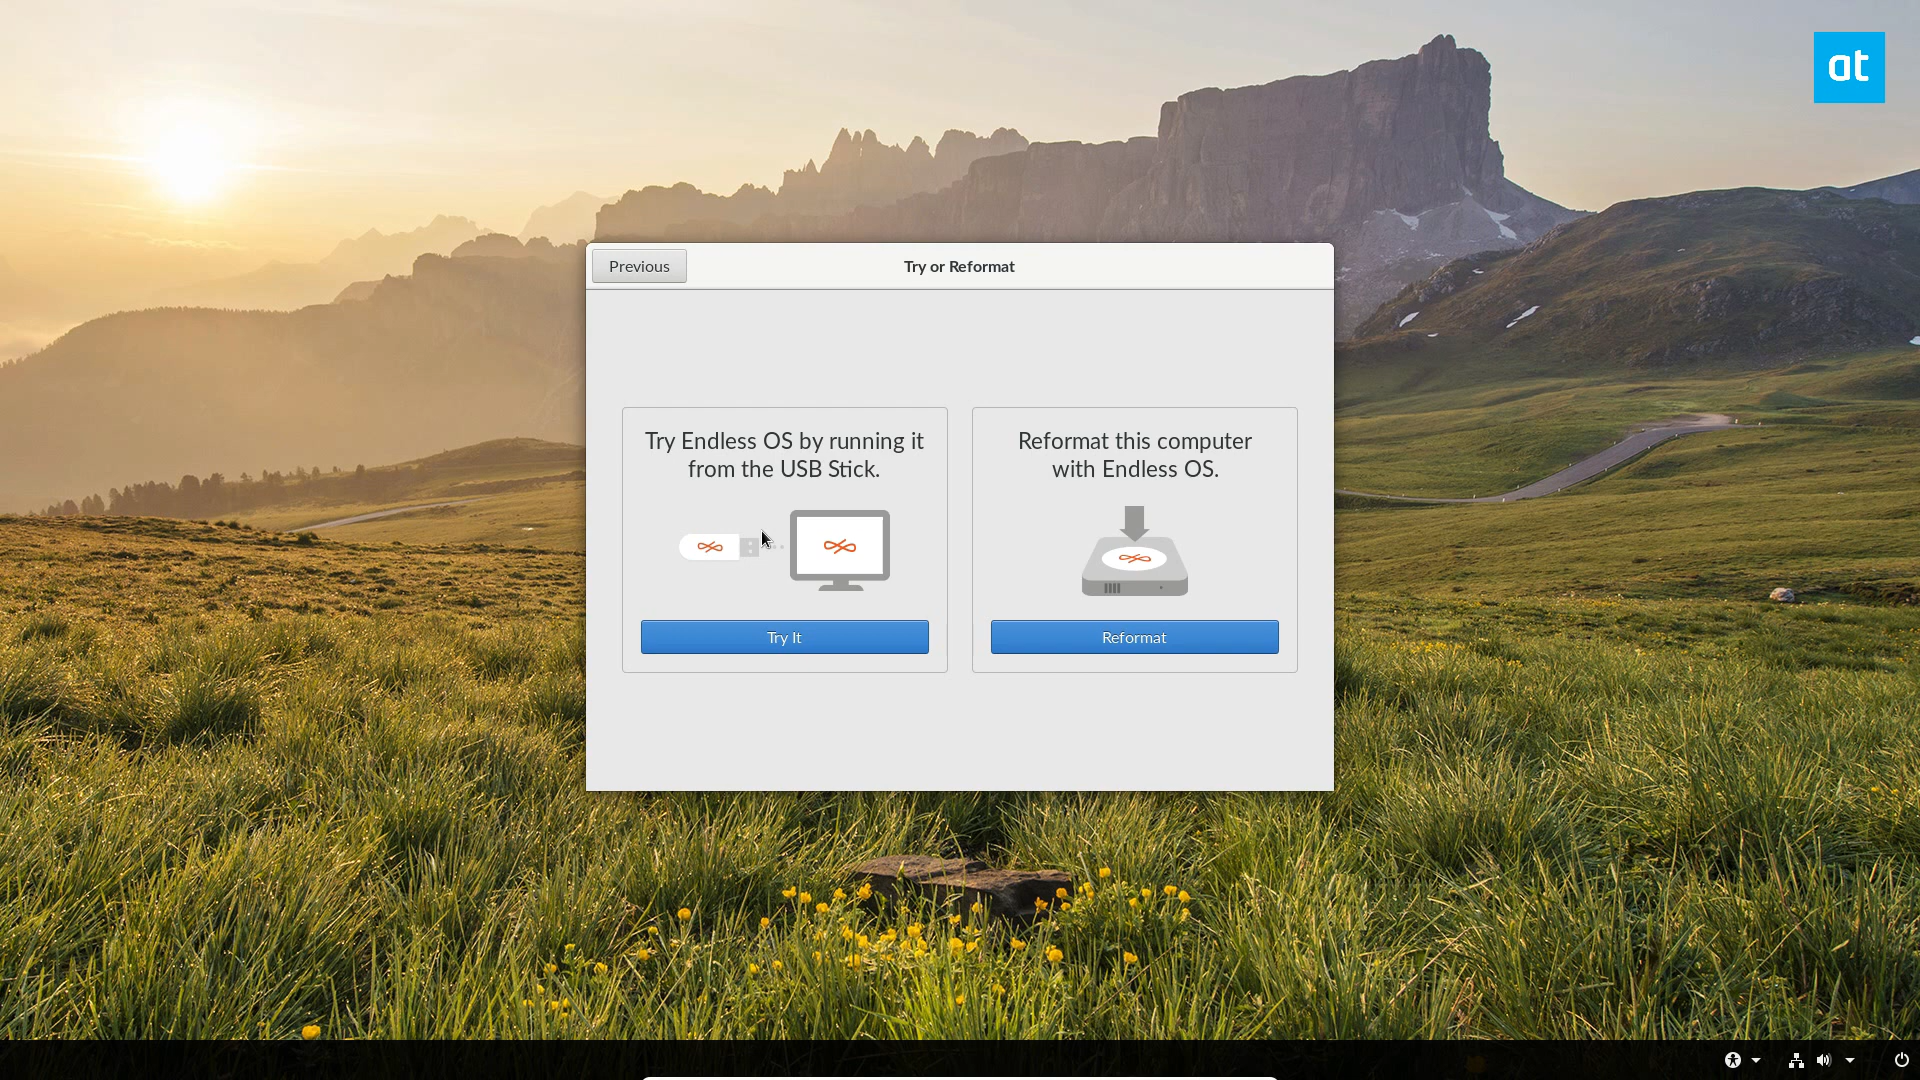 at
Previous
Try or Reformat
Try Endless OS by running it
from the USB Stick.
Reformat this computer
with Endless OS.
Try It
Reformat